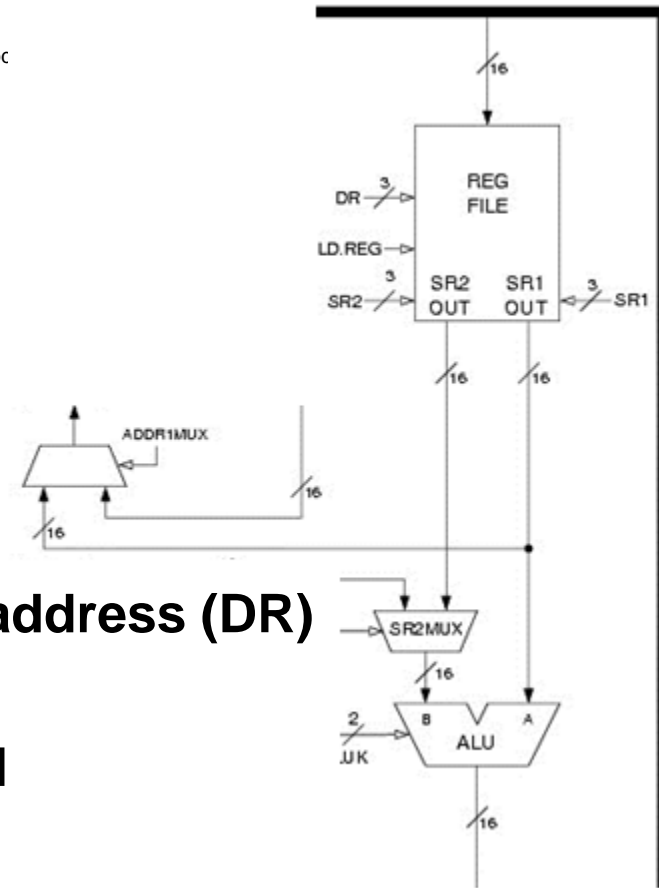 16
REG
FILE
DR 3
LD.REG
SR2 3
SR2 SR1
OUT OUT
3 SR1
16 16
ADDR1MUX
16
16
address (DR)
SR2MUX
16
B A
2
ALU
16